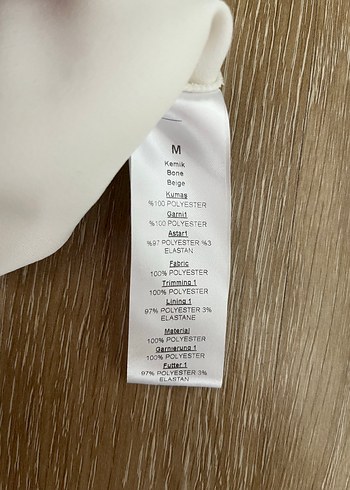 M
Kemik
Bone
Beige
Kumaş
%100 POLYESTER
Garni1
%100 POLYESTER
Astar1
%97 POLYESTER %3
ELASTAN
Fabric
100% POLYESTER
Trimming 1
100% POLYESTER
Lining 1
97% POLYESTER 3%
ELASTANE
Material
100% POLYESTER
Garnierung 1
100% POLYESTER
Futter 1
97% POLYESTER 3%
ELASTAN